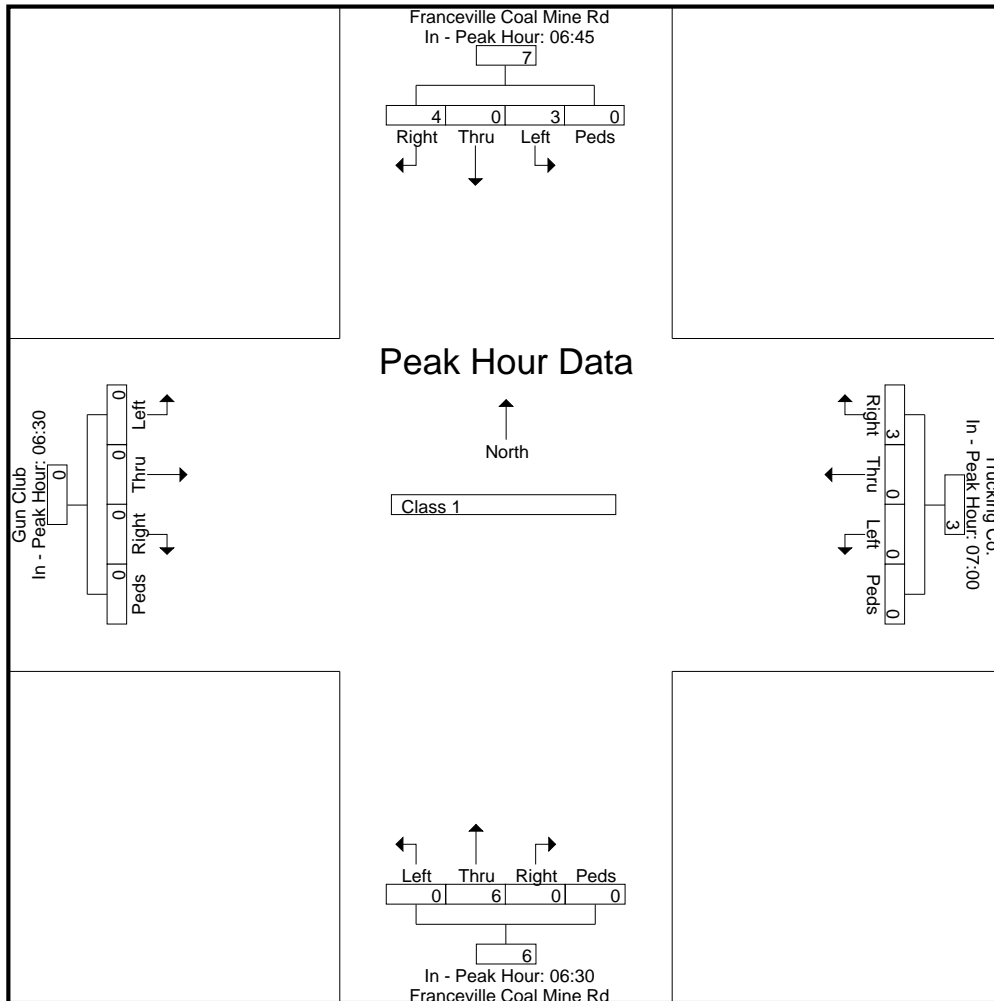 Franceville Coal Mine Rd
In - Peak Hour: 06:45
7
4 0 3 0
Right Thru Left Peds
Peak Hour Data
North
Class 1
Gun Club
In - Peak Hour: 06:30
0
0 0 0 0
Left Thru Right Peds
Trucking Co.
In - Peak Hour: 07:00
3
3 0 0 0
Right Thru Left Peds
Left Thru Right Peds
0 6 0 0
6
In - Peak Hour: 06:30
Franceville Coal Mine Rd